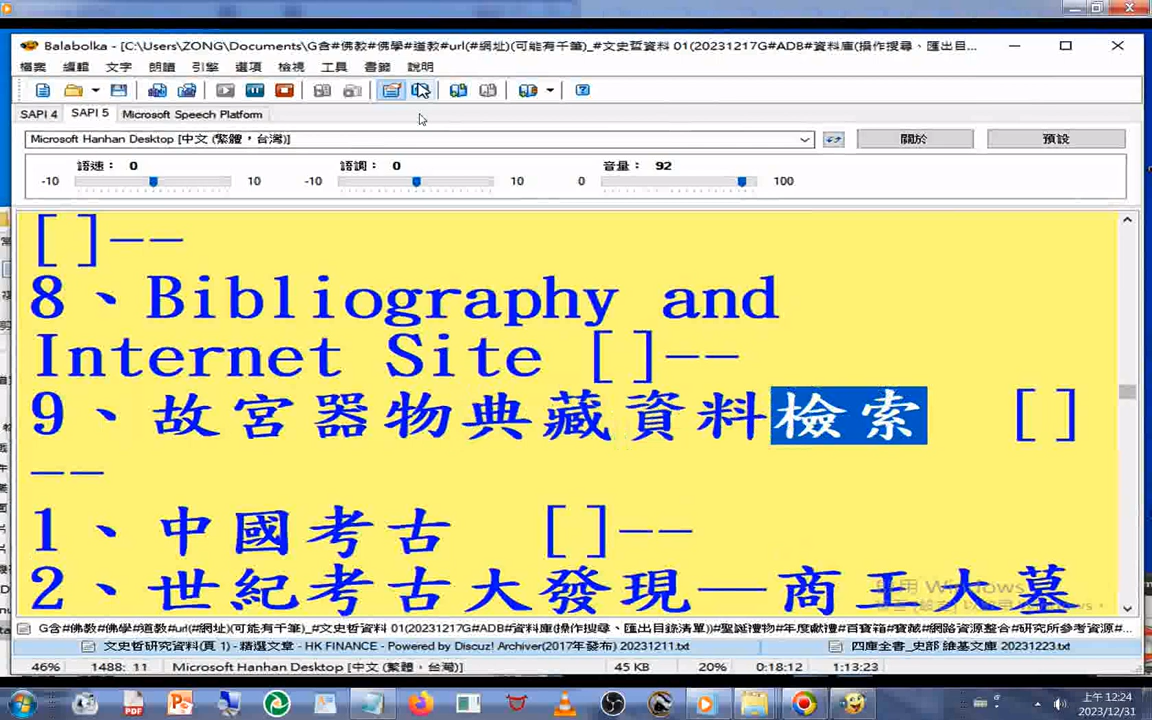 Balabolka - [C:\Users\ZONG\Documents\G含#佛教#佛學#道教#url(#網址)(可能有千筆)_#文史哲資料 01(20231217G#ADB#資料庫(操作搜尋、匯出目...
檔案 編輯 文字 朗讀 引擎 選項 檢視 工具 書籤 說明
SAPI 4 SAPI 5 Microsoft Speech Platform
Microsoft Hanhan Desktop [中文 (繁體，台灣)] 關於 預設
語速： 0 語調： 0 音量： 92
-10 10 -10 10 0 100
[ ]--
8、Bibliography and
Internet Site [ ]--
9、故宮器物典藏資料檢索 [ ]
--
1、中國考古 [ ]--
2、世紀考古大發現—商王大墓
啟用 Windows
G含#佛教#佛學#道教#url(#網址)(可能有千筆)_#文史哲資料 01(20231217G#ADB#資料庫(操作搜尋、匯出目錄清單))#聖誕禮物#年度獻禮#百寶箱#寶藏#網路資源整合#研究所參考資源#...
文史哲研究資料(頁 1) - 精選文章 - HK FINANCE - Powered by Discuz! Archiver(2017年發布) 20231211.txt 四庫全書_史部 維基文庫 20231223.txt
46% 1488: 11 Microsoft Hanhan Desktop [中文 (繁體，台灣)] 45 KB 20% 0:18:12 1:13:23
上午 12:24
2023/12/31